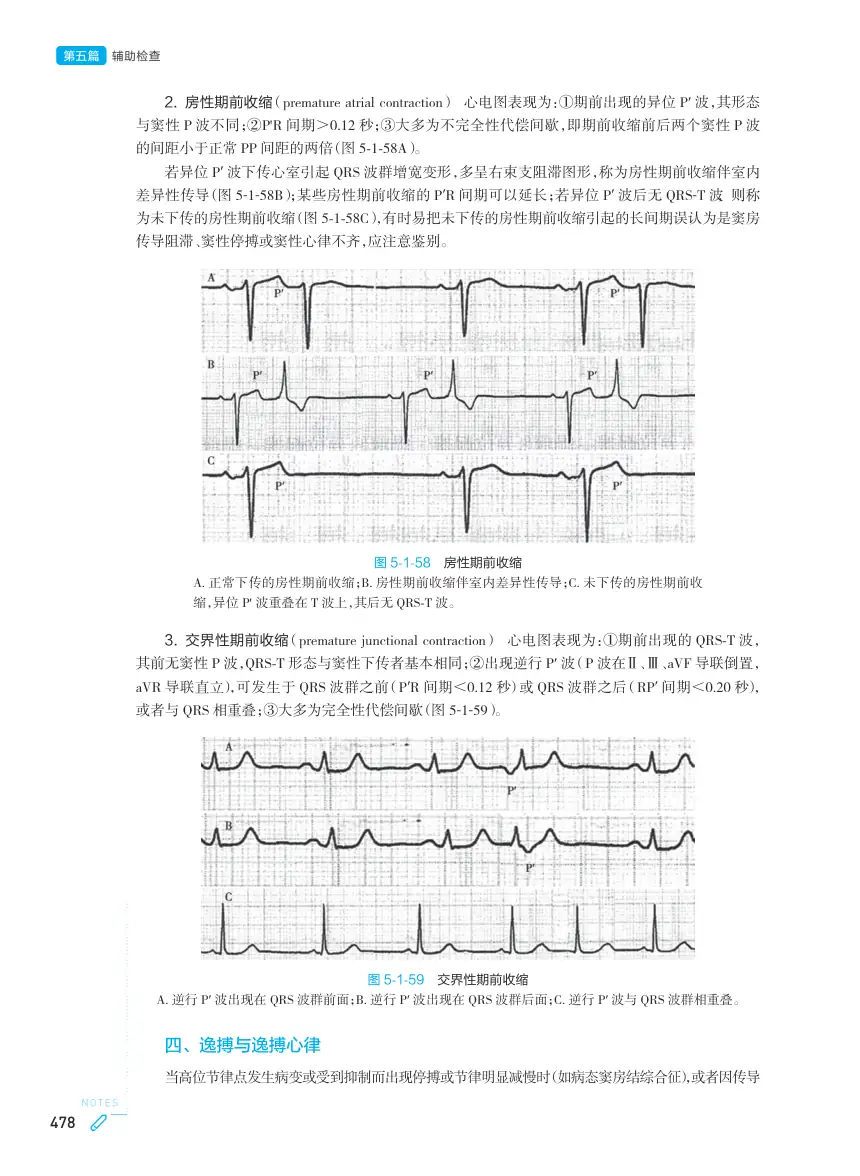 第五篇 辅助检查
2. 房性期前收缩（premature atrial contraction） 心电图表现为:①期前出现的异位 P′ 波,其形态
与窦性 P 波不同;②P′R 间期＞0.12 秒;③大多为不完全性代偿间歇,即期前收缩前后两个窦性 P 波
的间距小于正常 PP 间距的两倍（图 5-1-58A）。
若异位 P′ 波下传心室引起 QRS 波群增宽变形,多呈右束支阻滞图形,称为房性期前收缩伴室内
差异性传导（图 5-1-58B）;某些房性期前收缩的 P′R 间期可以延长;若异位 P′ 波后无 QRS-T 波 则称
为未下传的房性期前收缩（图 5-1-58C）,有时易把未下传的房性期前收缩引起的长间期误认为是窦房
传导阻滞、窦性停搏或窦性心律不齐,应注意鉴别。
A
P′ P′
B
P′ P′ P′
C
P′ P′
图 5-1-58 房性期前收缩
A. 正常下传的房性期前收缩;B. 房性期前收缩伴室内差异性传导;C. 未下传的房性期前收
缩,异位 P′ 波重叠在 T 波上,其后无 QRS-T 波。
3. 交界性期前收缩（premature junctional contraction） 心电图表现为:①期前出现的 QRS-T 波,
其前无窦性 P 波,QRS-T 形态与窦性下传者基本相同;②出现逆行 P′ 波（P 波在Ⅱ、Ⅲ、aVF 导联倒置,
aVR 导联直立）,可发生于 QRS 波群之前（P′R 间期＜0.12 秒）或 QRS 波群之后（RP′ 间期＜0.20 秒）,
或者与 QRS 相重叠;③大多为完全性代偿间歇（图 5-1-59）。
A
P′
B
P′
C
图 5-1-59 交界性期前收缩
A. 逆行 P′ 波出现在 QRS 波群前面;B. 逆行 P′ 波出现在 QRS 波群后面;C. 逆行 P′ 波与 QRS 波群相重叠。
四、逸搏与逸搏心律
当高位节律点发生病变或受到抑制而出现停搏或节律明显减慢时（如病态窦房结综合征）,或者因传导
NOTES
478